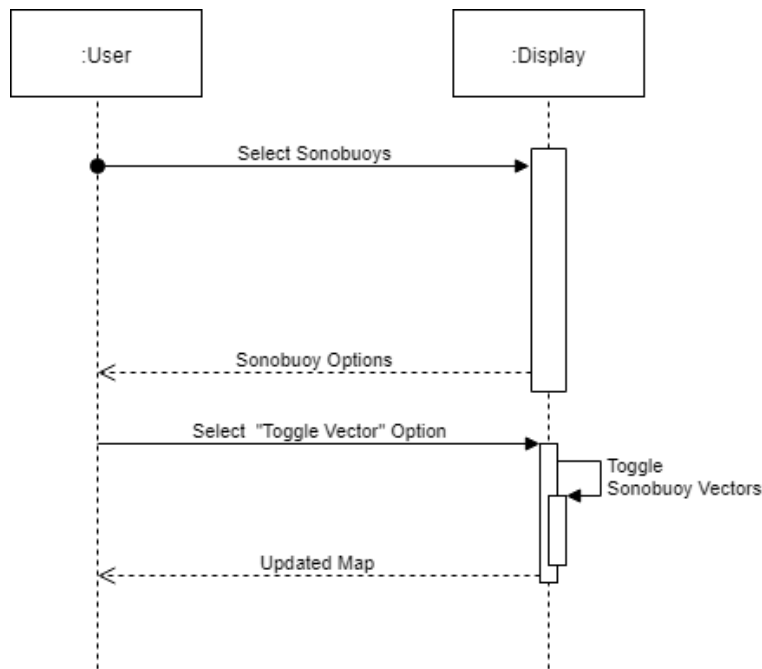 :User
:Display
Select Sonobuoys
Sonobuoy Options
Select "Toggle Vector" Option
Toggle
Sonobuoy Vectors
Updated Map